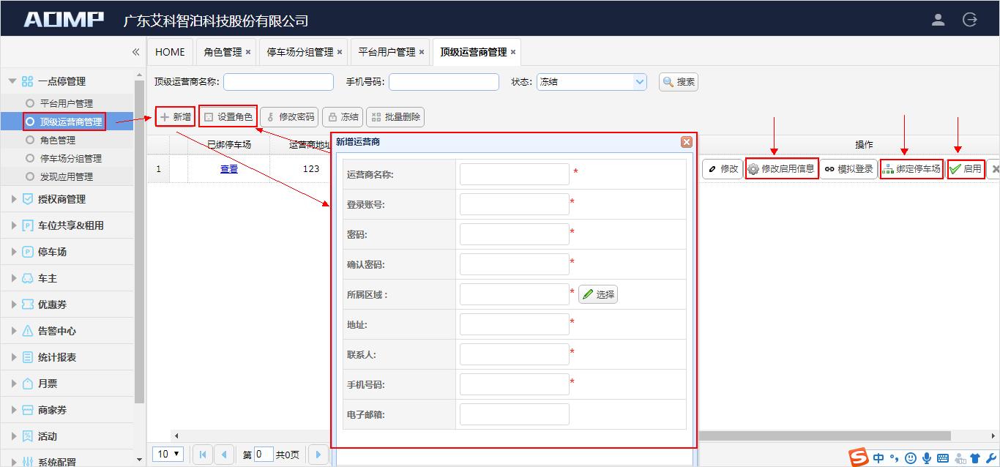 AOMP 广东艾科智泊科技股份有限公司
« HOME 角色管理 × 停车场分组管理 × 平台用户管理 × 顶级运营商管理 ×
一点停管理
平台用户管理
顶级运营商管理
角色管理
停车场分组管理
发现应用管理
授权商管理
车位共享&租用
停车场
车主
优惠券
告警中心
统计报表
月票
商家券
活动
系统配置
顶级运营商名称: 手机号码: 状态: 冻结 搜索
新增 设置角色 修改密码 冻结 批量删除
已绑停车场 运营商地址 操作
1 查看 123 修改 修改启用信息 模拟登录 绑定停车场 启用
新增运营商
运营商名称: *
登录账号: *
密码: *
确认密码: *
所属区域 : * 选择
地址: *
联系人: *
手机号码: *
电子邮箱:
10 第 0 共0页
S 中